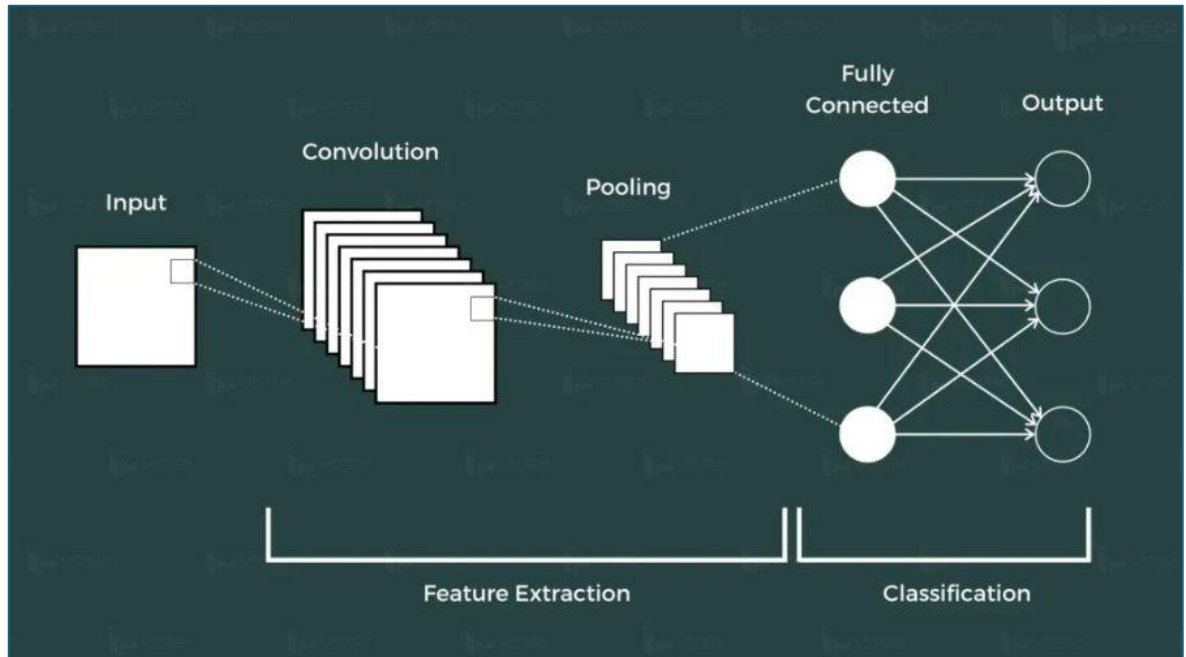 Fully
Connected
Output
Convolution
Pooling
Input
Feature Extraction
Classification